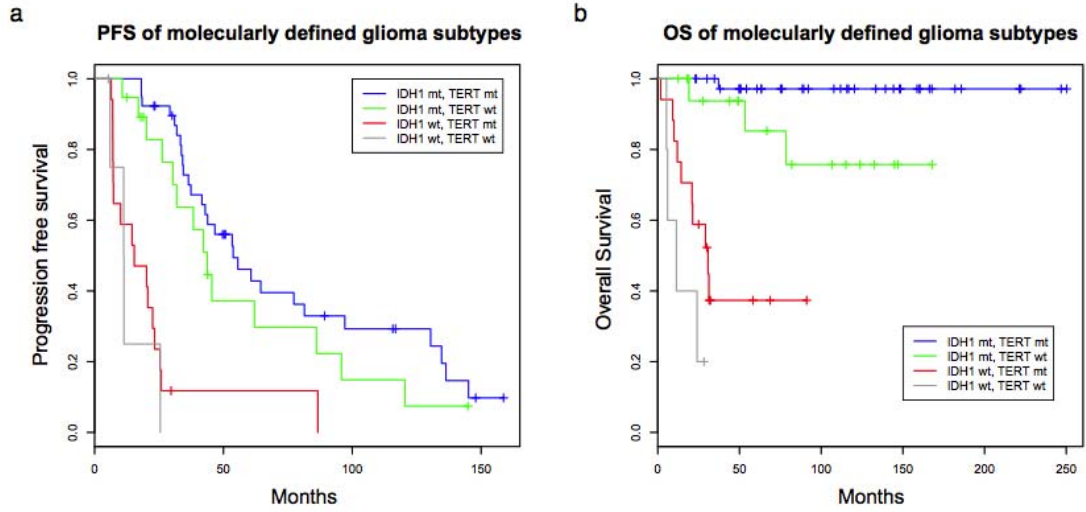 a
PFS of molecularly defined glioma subtypes
Progression free survival
1.0
0.8
0.6
0.4
0.2
0.0
IDH1 mt, TERT mt
IDH1 mt, TERT wt
IDH1 wt, TERT mt
IDH1 wt, TERT wt
0 50 100 150
Months
b
OS of molecularly defined glioma subtypes
Overall Survival
1.0
0.8
0.6
0.4
0.2
0.0
IDH1 mt, TERT mt
IDH1 mt, TERT wt
IDH1 wt, TERT mt
IDH1 wt, TERT wt
0 50 100 150 200 250
Months